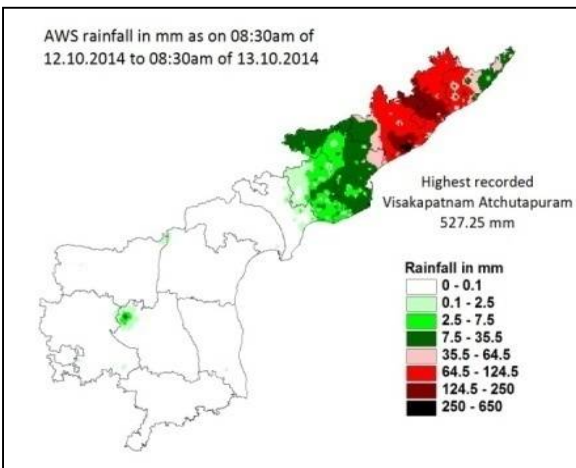 AWS rainfall in mm as on 08:30am of
12.10.2014 to 08:30am of 13.10.2014
Highest recorded
Visakapatnam Atchutapuram
527.25 mm
Rainfall in mm
0 - 0.1
0.1 - 2.5
2.5 - 7.5
7.5 - 35.5
35.5 - 64.5
64.5 - 124.5
124.5 - 250
250 - 650